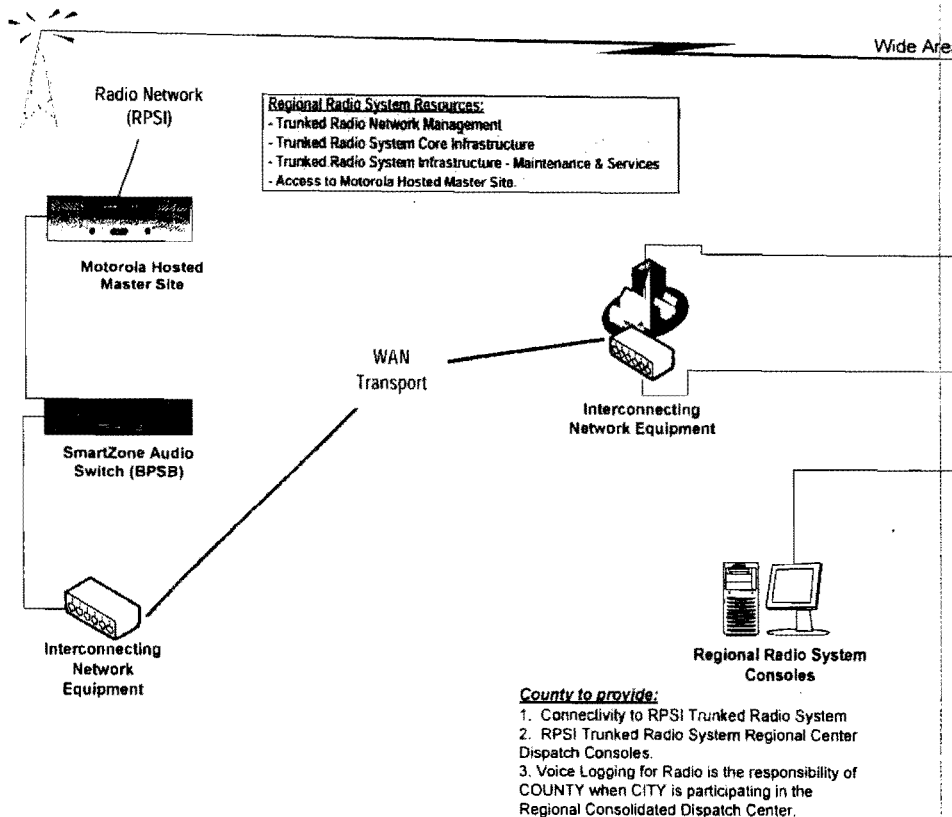 Wide Are
Radio Network
(RPSI)
Regional Radio System Resources:
- Trunked Radio Network Management
- Trunked Radio System Core Infrastructure
- Trunked Radio System Infrastructure - Maintenance & Services
- Access to Motorola Hosted Master Site.
Motorola Hosted
Master Site
WAN
Transport
Interconnecting
Network Equipment
SmartZone Audio
Switch (BPSB)
Interconnecting
Network
Equipment
Regional Radio System
Consoles
County to provide:
1. Connectivity to RPSI Trunked Radio System
2. RPSI Trunked Radio System Regional Center
Dispatch Consoles.
3. Voice Logging for Radio is the responsibility of
COUNTY when CITY is participating in the
Regional Consolidated Dispatch Center.